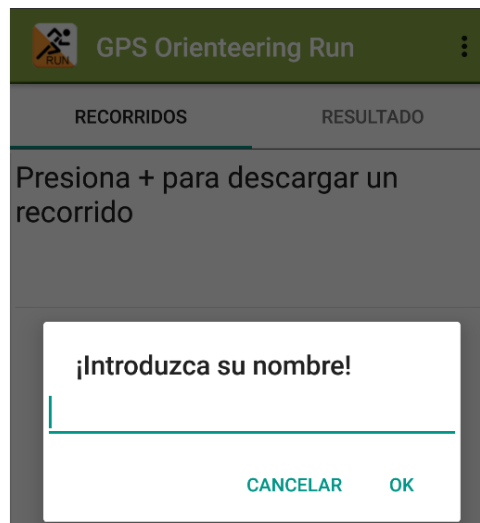 RUN
GPS Orienteering Run
RECORRIDOS
RESULTADO
Presiona + para descargar un
recorrido
¡Introduzca su nombre!
CANCELAR
OK